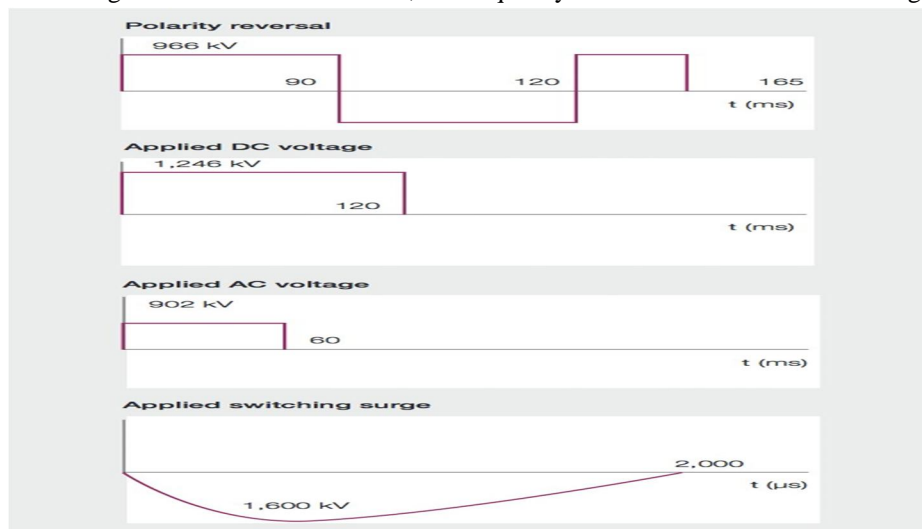 Polarity reversal
966 kV
90 120 165
t (ms)
Applied DC voltage
1,246 kV
120
t (ms)
Applied AC voltage
902 kV
60
t (ms)
Applied switching surge
2,000
t (µs)
1,600 kV